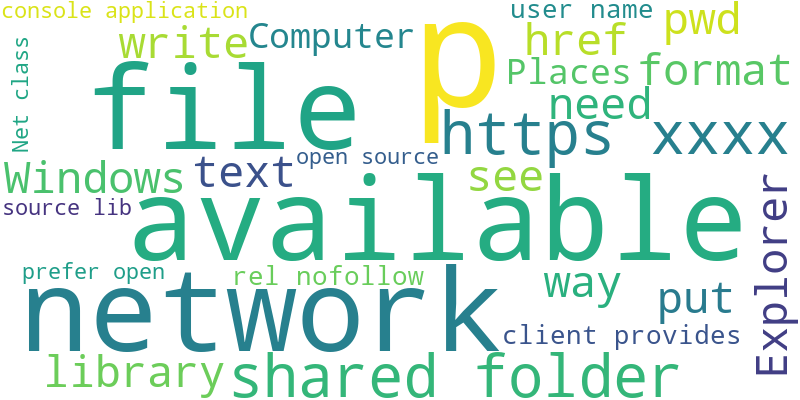 console application
user name
pwd
write
Computer
p
href
Net class
file
Places
format
need
https
xxxx
Windows
text
open source
see
source lib
available
Explorer
prefer open
rel nofollow
way
network
put
client provides
library
shared folder